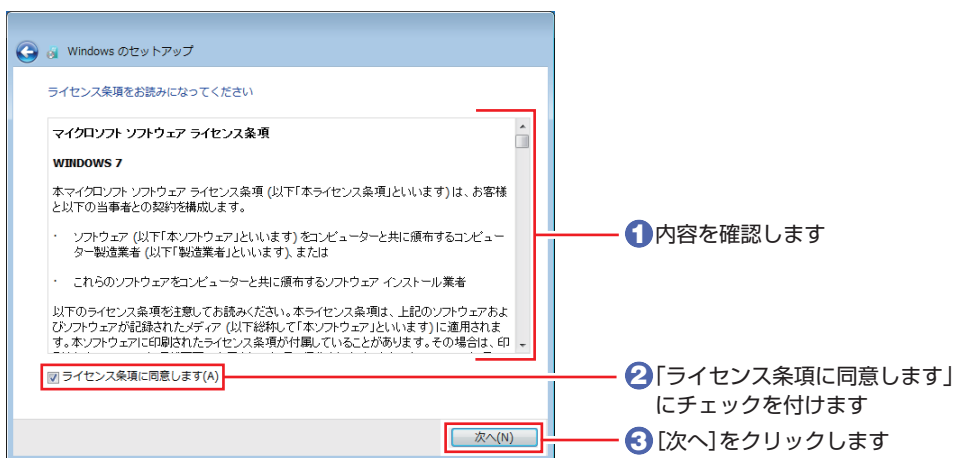 Windows のセットアップ
ライセンス条項をお読みになってください
マイクロソフト ソフトウェア ライセンス条項
WINDOWS 7
本マイクロソフト ソフトウェア ライセンス条項 (以下「本ライセンス条項」といいます) は、お客様
と以下の当事者との契約を構成します。
・ ソフトウェア (以下「本ソフトウェア」といいます) をコンピューターと共に頒布するコンピュー
ター製造業者 (以下「製造業者」といいます)、または
・ これらのソフトウェアをコンピューターと共に頒布するソフトウェア インストール業者
以下のライセンス条項を注意してお読みください。本ライセンス条項は、上記のソフトウェアおよ
びソフトウェアが記録されたメディア (以下総称して「本ソフトウェア」といいます) に適用されま
す。本ソフトウェアに印刷されたライセンス条項が付属していることがあります。その場合は、印
ライセンス条項に同意します(A)
次へ(N)
1 内容を確認します
2 「ライセンス条項に同意します」
にチェックを付けます
3 [次へ]をクリックします